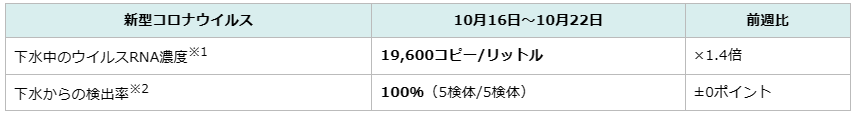 新型コロナウイルス 10月16日～10月22日 前週比
下水中のウイルスRNA濃度※1 19,600コピー/リットル ×1.4倍
下水からの検出率※2 100%（5検体/5検体） ±0ポイント